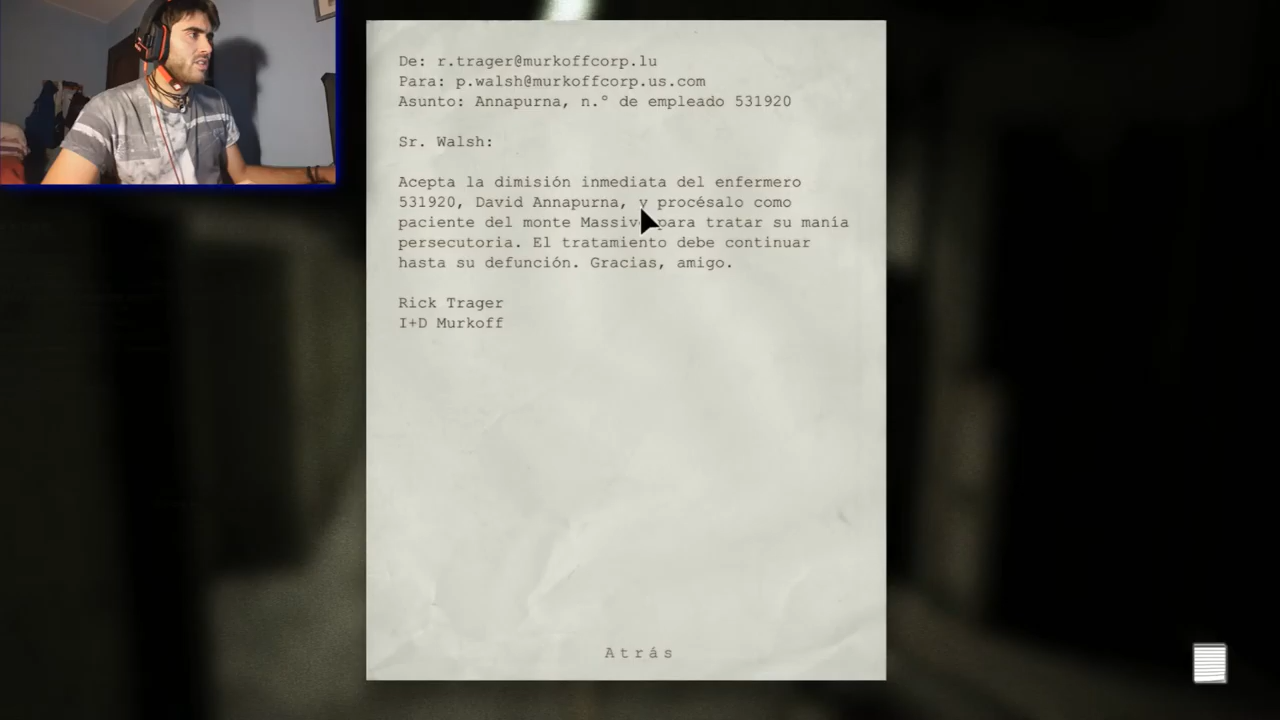 De: r.trager@murkoffcorp.lu
Para: p.walsh@murkoffcorp.us.com
Asunto: Annapurna, n.º de empleado 531920
Sr. Walsh:
Acepta la dimisión inmediata del enfermero
531920, David Annapurna, y procésalo como
paciente del monte Massive para tratar su manía
persecutoria. El tratamiento debe continuar
hasta su defunción. Gracias, amigo.
Rick Trager
I+D Murkoff
Atrás